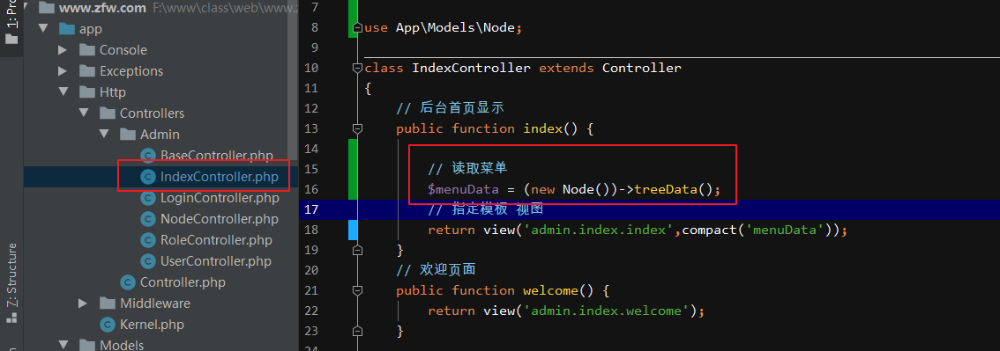 www.zfw.com F:\www\class\web\www.z
app
Console
Exceptions
Http
Controllers
Admin
BaseController.php
IndexController.php
LoginController.php
NodeController.php
RoleController.php
UserController.php
Controller.php
Middleware
Kernel.php
Models
1: Pro
Z: Structure
7
8 use App\Models\Node;
9
10 class IndexController extends Controller
11 {
12 // 后台首页显示
13 public function index() {
14
15 // 读取菜单
16 $menuData = (new Node())->treeData();
17 // 指定模板 视图
18 return view('admin.index.index',compact('menuData'));
19 }
20 // 欢迎页面
21 public function welcome() {
22 return view('admin.index.welcome');
23 }
24